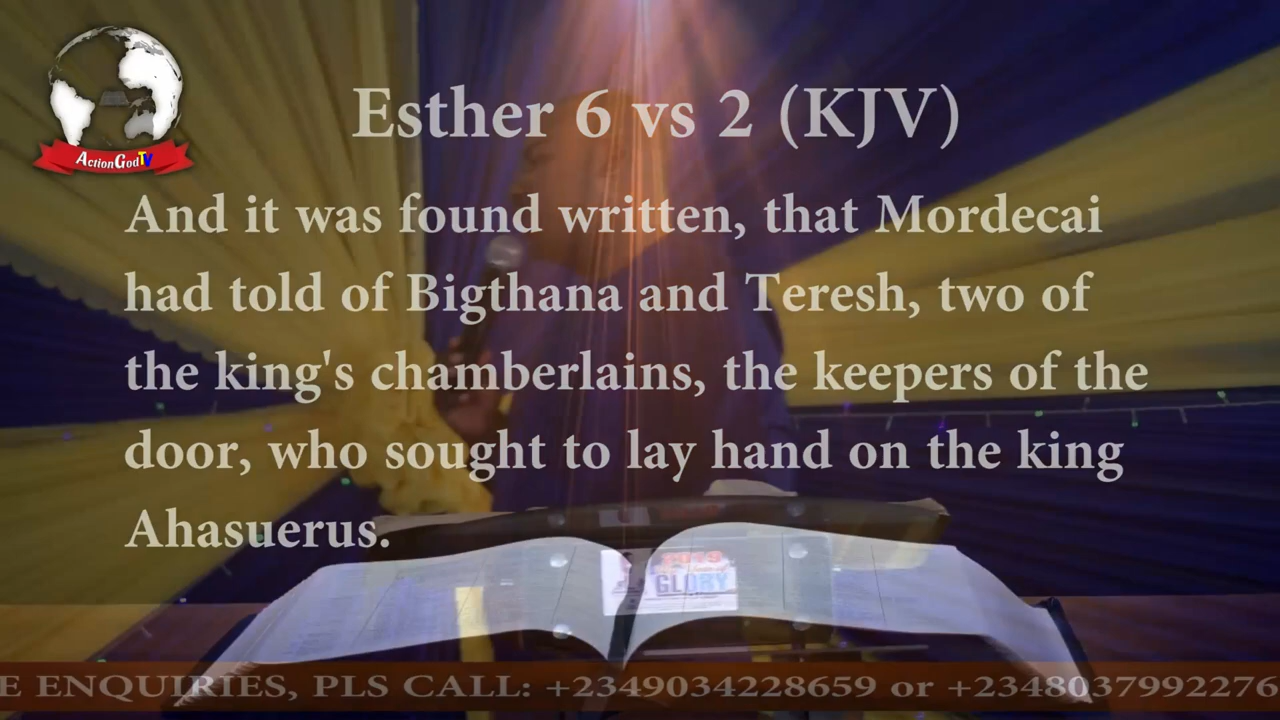 Esther 6 vs 2 (KJV)
ActionGodTV
And it was found written, that Mordecai
had told of Bigthana and Teresh, two of
the king's chamberlains, the keepers of the
door, who sought to lay hand on the king
Ahasuerus.
2019
GLORY
E ENQUIRIES, PLS CALL: +2349034228659 or +2348037992276